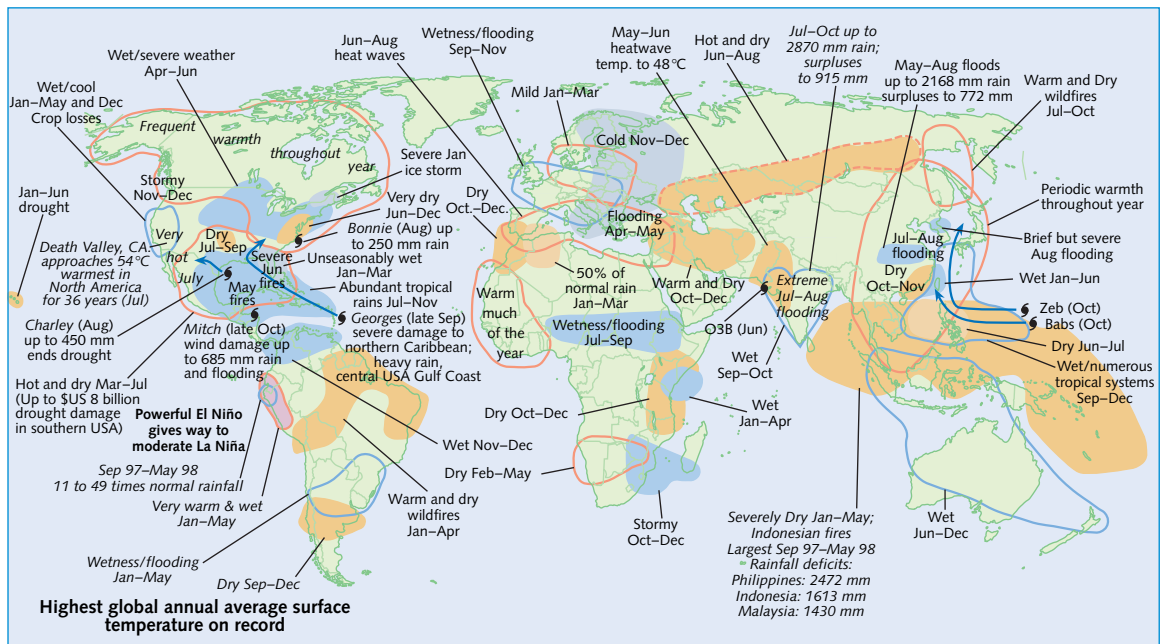 Wet/cool
Jan–May and Dec
Crop losses
Wet/severe weather
Apr–Jun
Jun–Aug
heat waves
Wetness/flooding
Sep–Nov
Mild Jan–Mar
May–Jun
heatwave
temp. to 48°C
Hot and dry
Jun–Aug
Jul–Oct up to
2870 mm rain;
surpluses
to 915 mm
May–Aug floods
up to 2168 mm rain
surpluses to 772 mm
Warm and Dry
wildfires
Jul–Oct
Frequent
warmth
throughout
year
Cold Nov–Dec
Severe Jan
ice storm
Stormy
Nov–Dec
Jan–Jun
drought
Very dry
Jun–Dec
Dry
Oct.–Dec.
Flooding
Apr–May
Periodic warmth
throughout year
Bonnie (Aug) up
to 250 mm rain
Very
hot
July
Dry
Jul–Sep
Death Valley, CA.
approaches 54°C
warmest in
North America
for 36 years (Jul)
Severe
Jun
fires
May
fires
Unseasonably wet
Jan–Mar
Abundant tropical
rains Jul–Nov
50% of
normal rain
Jan–Mar
Warm and Dry
Oct–Dec
Extreme
Jul–Aug
flooding
Jul–Aug
flooding
Dry
Oct–Nov
Brief but severe
Aug flooding
Wet Jan–Jun
Georges (late Sep)
severe damage to
northern Caribbean;
heavy rain,
central USA Gulf Coast
Warm
much
of the
year
Wetness/flooding
Jul–Sep
O3B (Jun)
Zeb (Oct)
Babs (Oct)
Charley (Aug)
up to 450 mm
ends drought
Mitch (late Oct)
wind damage up
to 685 mm rain
and flooding
Wet
Sep–Oct
Dry Jun–Jul
Wet/numerous
tropical systems
Sep–Dec
Hot and dry Mar–Jul
(Up to $US 8 billion
drought damage
in southern USA)
Powerful El Niño
gives way to
moderate La Niña
Dry Oct–Dec
Wet
Jan–Apr
Wet Nov–Dec
Sep 97–May 98
11 to 49 times normal rainfall
Dry Feb–May
Very warm & wet
Jan–May
Warm and dry
wildfires
Jan–Apr
Stormy
Oct–Dec
Severely Dry Jan–May;
Indonesian fires
Largest Sep 97–May 98
Rainfall deficits:
Philippines: 2472 mm
Indonesia: 1613 mm
Malaysia: 1430 mm
Wet
Jun–Dec
Wetness/flooding
Jan–May
Dry Sep–Dec
Highest global annual average surface
temperature on record